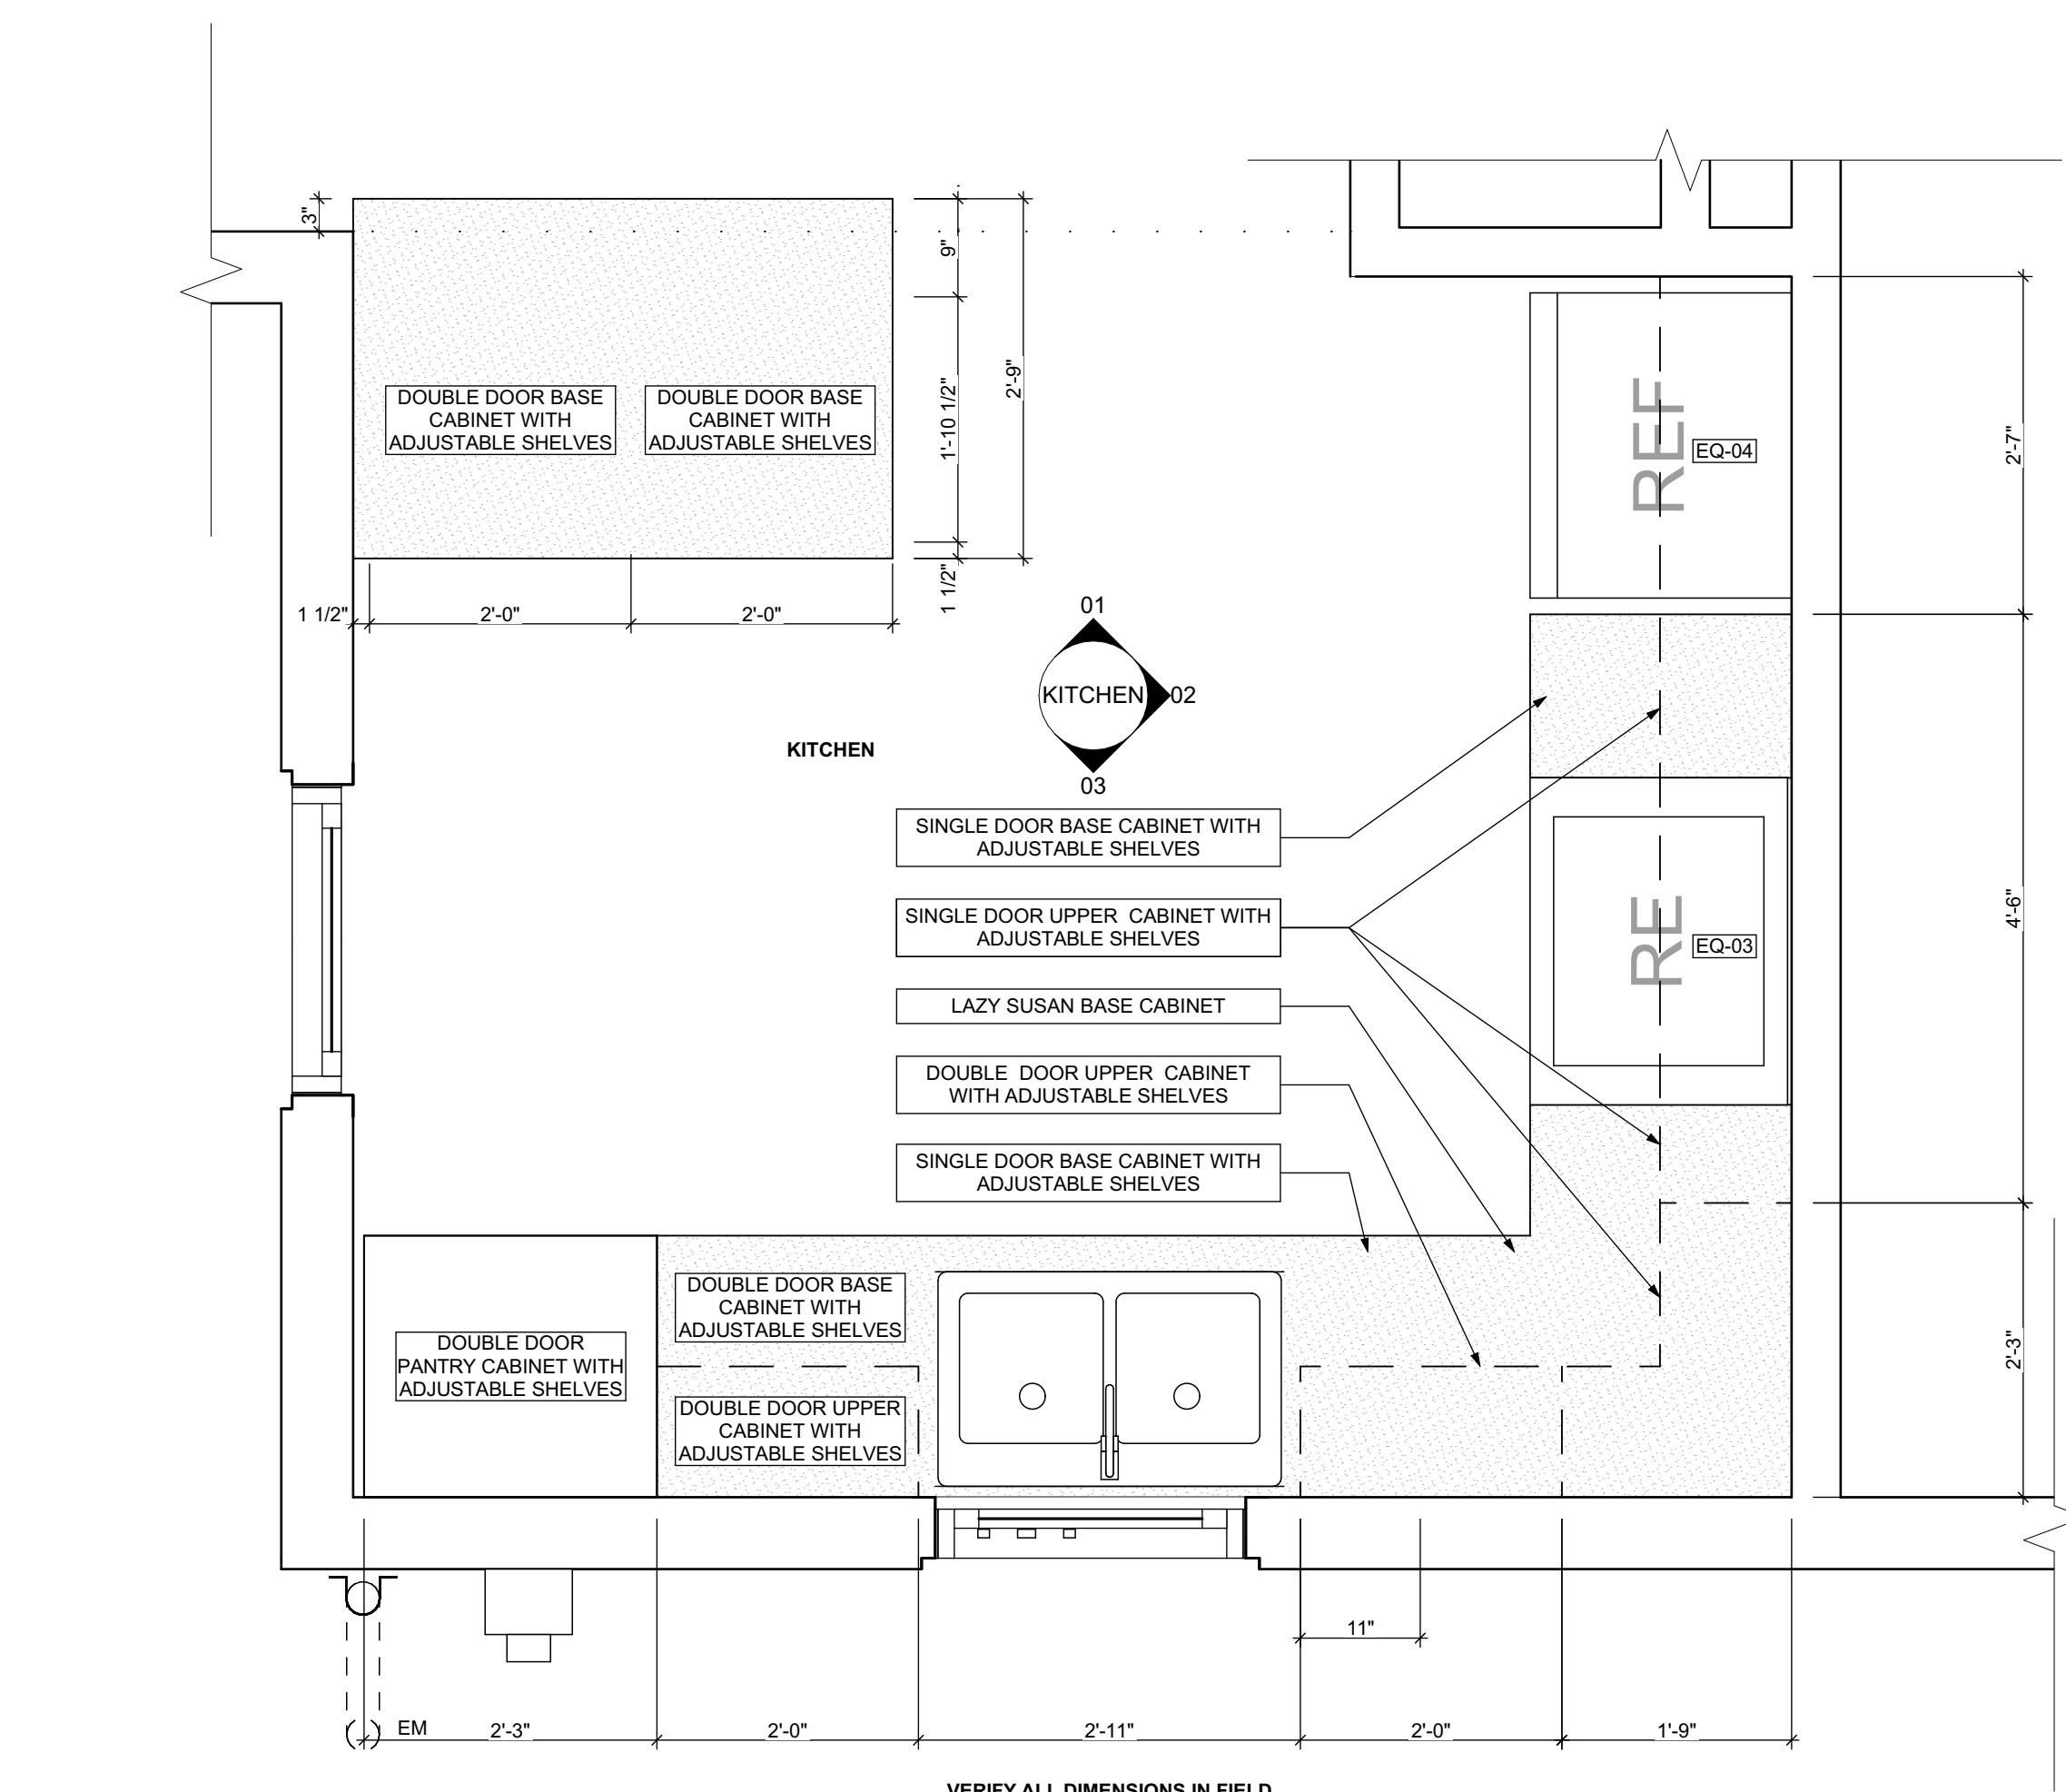 3"
9"
DOUBLE DOOR BASE
CABINET WITH
ADJUSTABLE SHELVES
DOUBLE DOOR BASE
CABINET WITH
ADJUSTABLE SHELVES
1'-10 1/2"
2'-9"
REF
EQ-04
2'-7"
1 1/2"
1 1/2"
2'-0"
2'-0"
01
KITCHEN
02
03
KITCHEN
SINGLE DOOR BASE CABINET WITH
ADJUSTABLE SHELVES
SINGLE DOOR UPPER  CABINET WITH
ADJUSTABLE SHELVES
LAZY SUSAN BASE CABINET
DOUBLE  DOOR UPPER  CABINET
WITH ADJUSTABLE SHELVES
SINGLE DOOR BASE CABINET WITH
ADJUSTABLE SHELVES
RE
EQ-03
4'-6"
DOUBLE DOOR
PANTRY CABINET WITH
ADJUSTABLE SHELVES
DOUBLE DOOR BASE
CABINET WITH
ADJUSTABLE SHELVES
DOUBLE DOOR UPPER
CABINET WITH
ADJUSTABLE SHELVES
2'-3"
11"
EM
2'-3"
2'-0"
2'-11"
2'-0"
1'-9"
VERIFY ALL DIMENSIONS IN FIELD